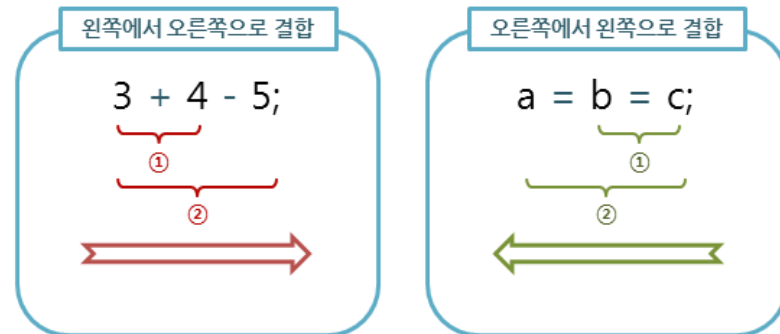 왼쪽에서 오른쪽으로 결합
3 + 4 - 5;
①
②
오른쪽에서 왼쪽으로 결합
a = b = c;
①
②